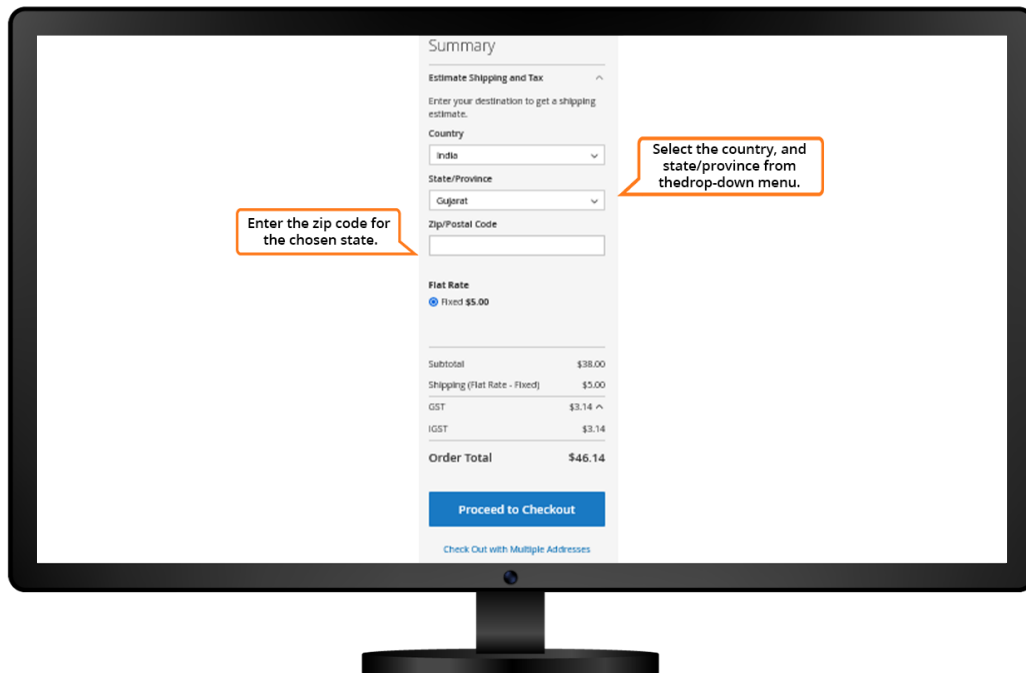 Summary
Estimate Shipping and Tax
Enter your destination to get a shipping
estimate.
Country
India
Select the country, and
state/province from
thedrop-down menu.
State/Province
Gujarat
Enter the zip code for
the chosen state.
Zip/Postal Code
Flat Rate
Fixed $5.00
Subtotal $38.00
Shipping (Flat Rate - Fixed) $5.00
GST $3.14
IGST $3.14
Order Total $46.14
Proceed to Checkout
Check Out with Multiple Addresses